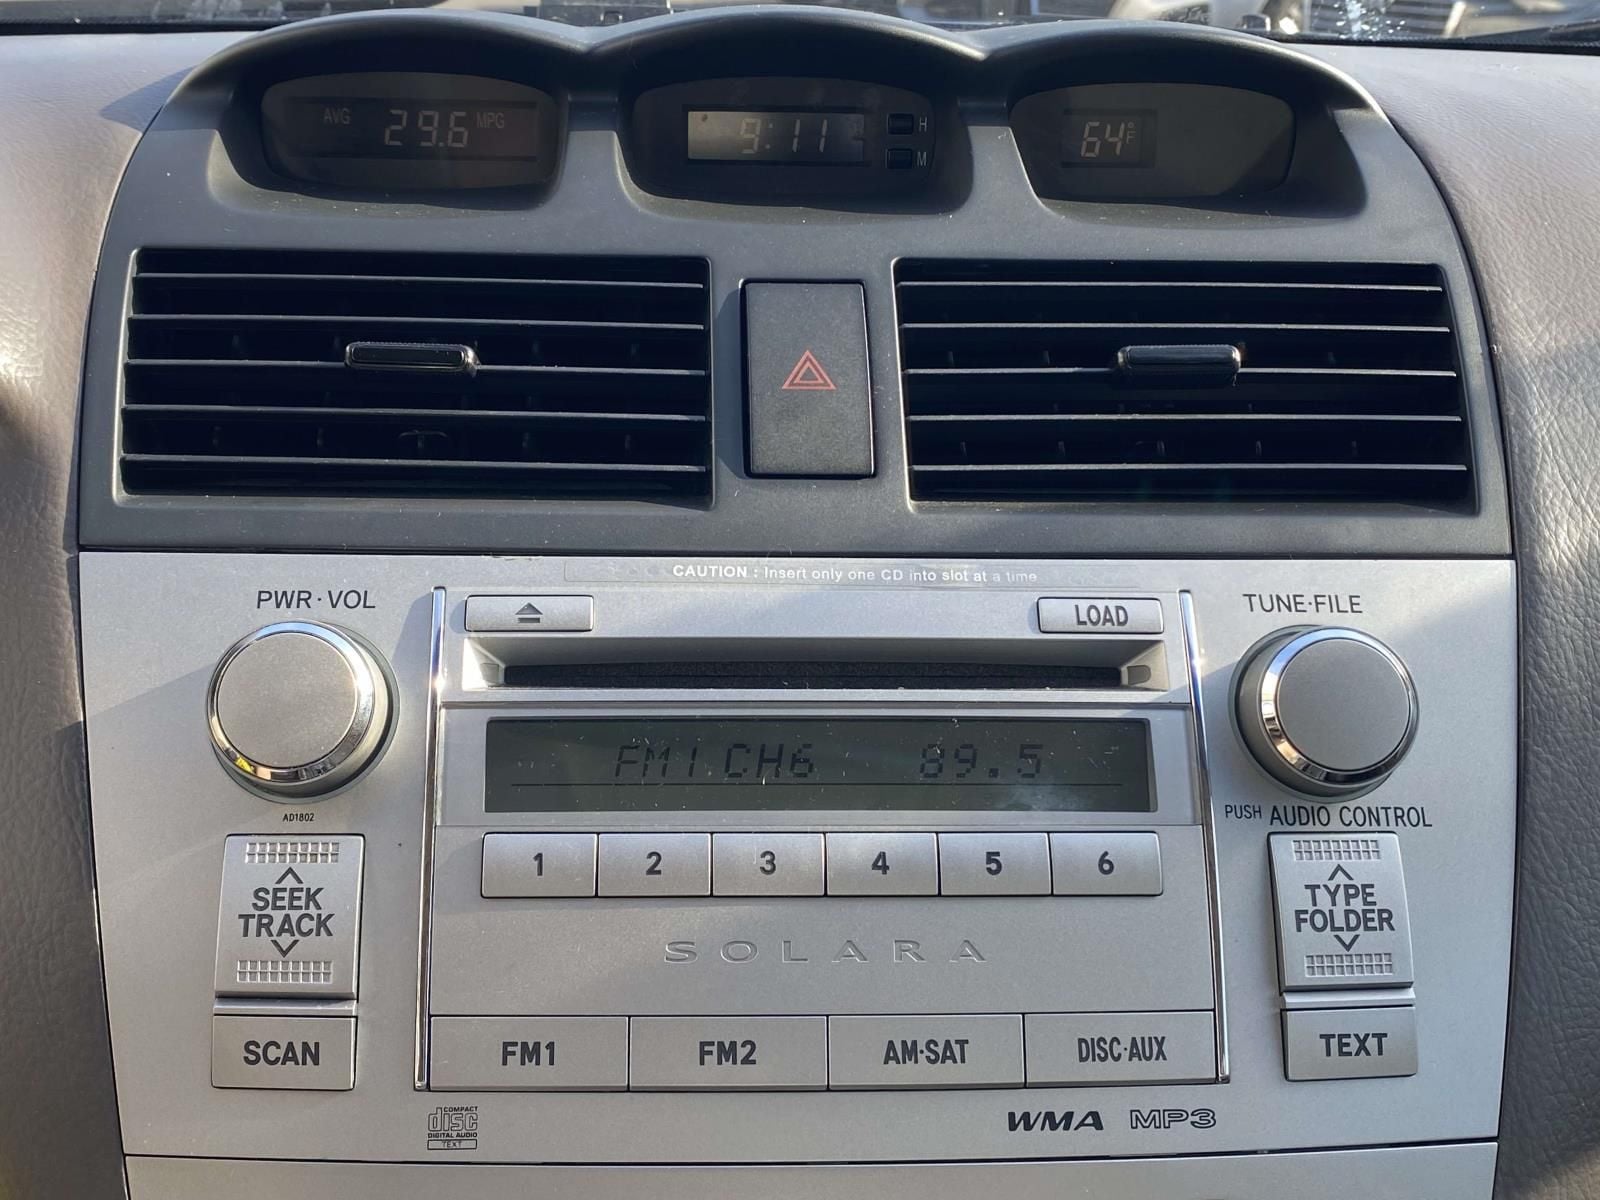 AVG 29.6 MPG
9:11 H
M
64°F
CAUTION : Insert only one CD into slot at a time
PWR·VOL
LOAD
TUNE·FILE
FM1 CH6 89.5
AD1802
PUSH AUDIO CONTROL
1 2 3 4 5 6
SEEK
TRACK
TYPE
FOLDER
SOLARA
SCAN
FM1 FM2 AM·SAT DISC·AUX
TEXT
COMPACT
disc
DIGITAL AUDIO
TEXT
WMA MP3